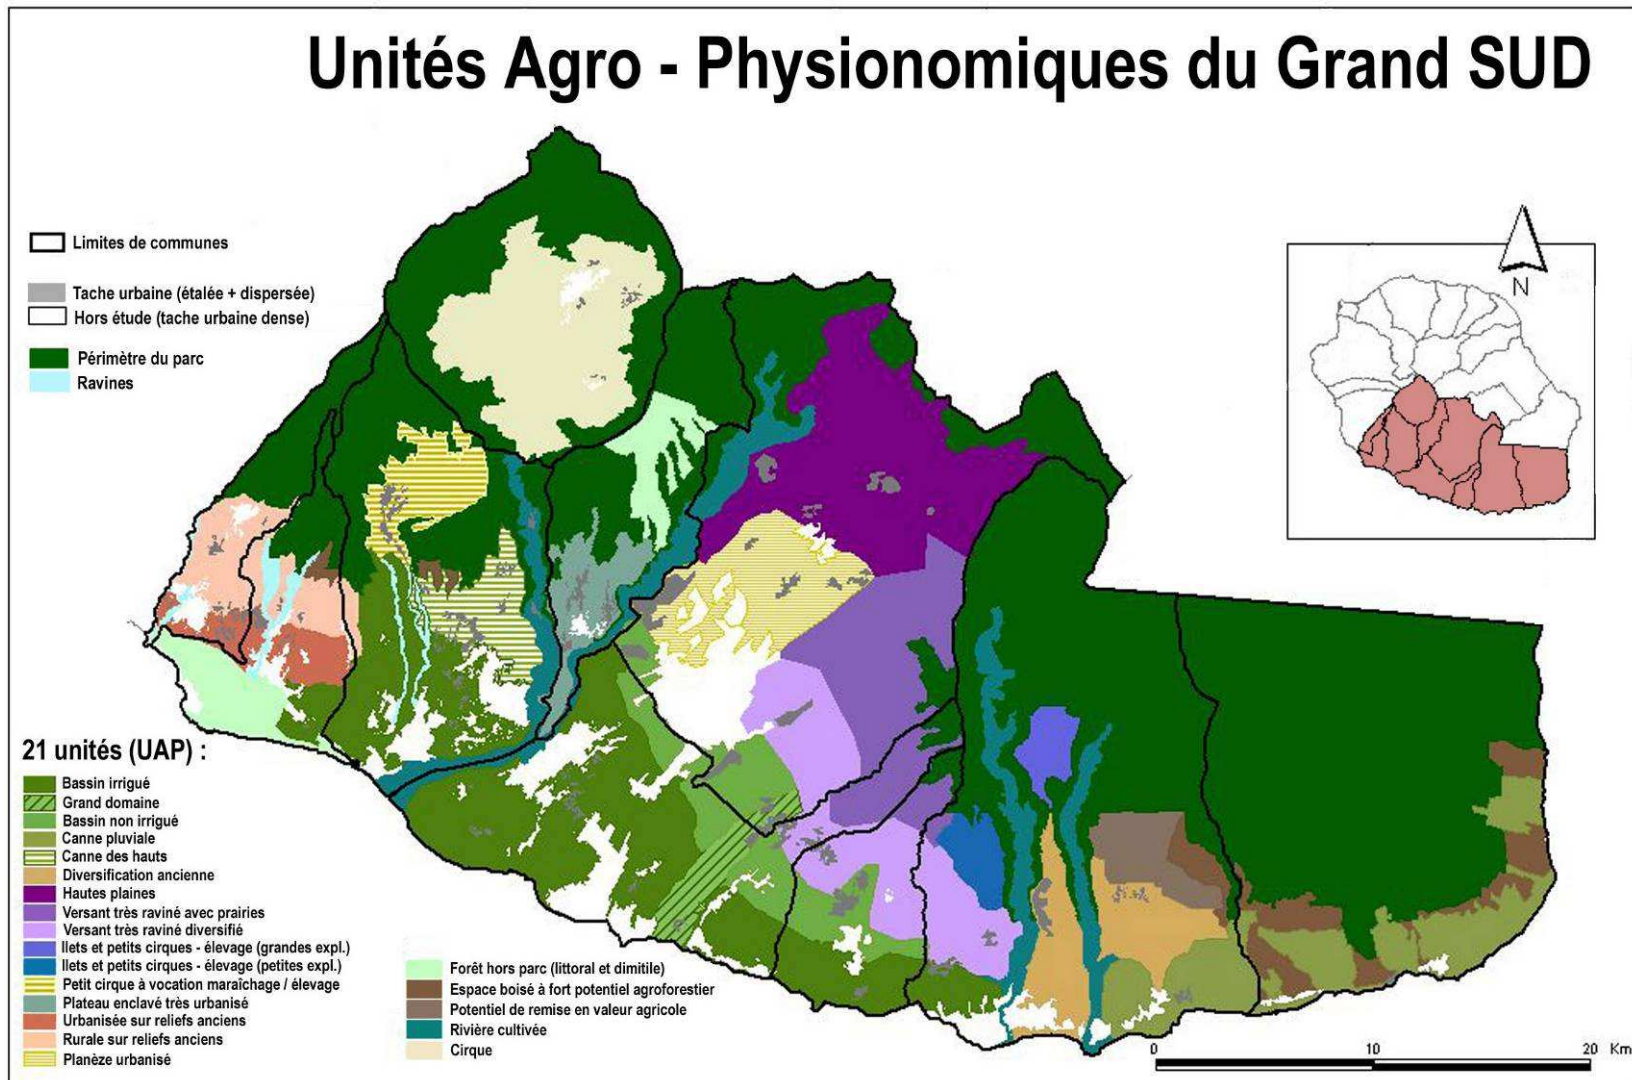 Unités Agro - Physionomiques du Grand SUD
Limites de communes
Tache urbaine (étalée + dispersée)
Hors étude (tache urbaine dense)
Périmètre du parc
Ravines
N
21 unités (UAP) :
Bassin irrigué
Grand domaine
Bassin non irrigué
Canne pluviale
Canne des hauts
Diversification ancienne
Hautes plaines
Versant très raviné avec prairies
Versant très raviné diversifié
Ilets et petits cirques - élevage (grandes expl.)
Ilets et petits cirques - élevage (petites expl.)
Petit cirque à vocation maraîchage / élevage
Plateau enclavé très urbanisé
Urbanisée sur reliefs anciens
Rurale sur reliefs anciens
Planèze urbanisé
Forêt hors parc (littoral et dimitile)
Espace boisé à fort potentiel agroforestier
Potentiel de remise en valeur agricole
Rivière cultivée
Cirque
0 10 20 Km